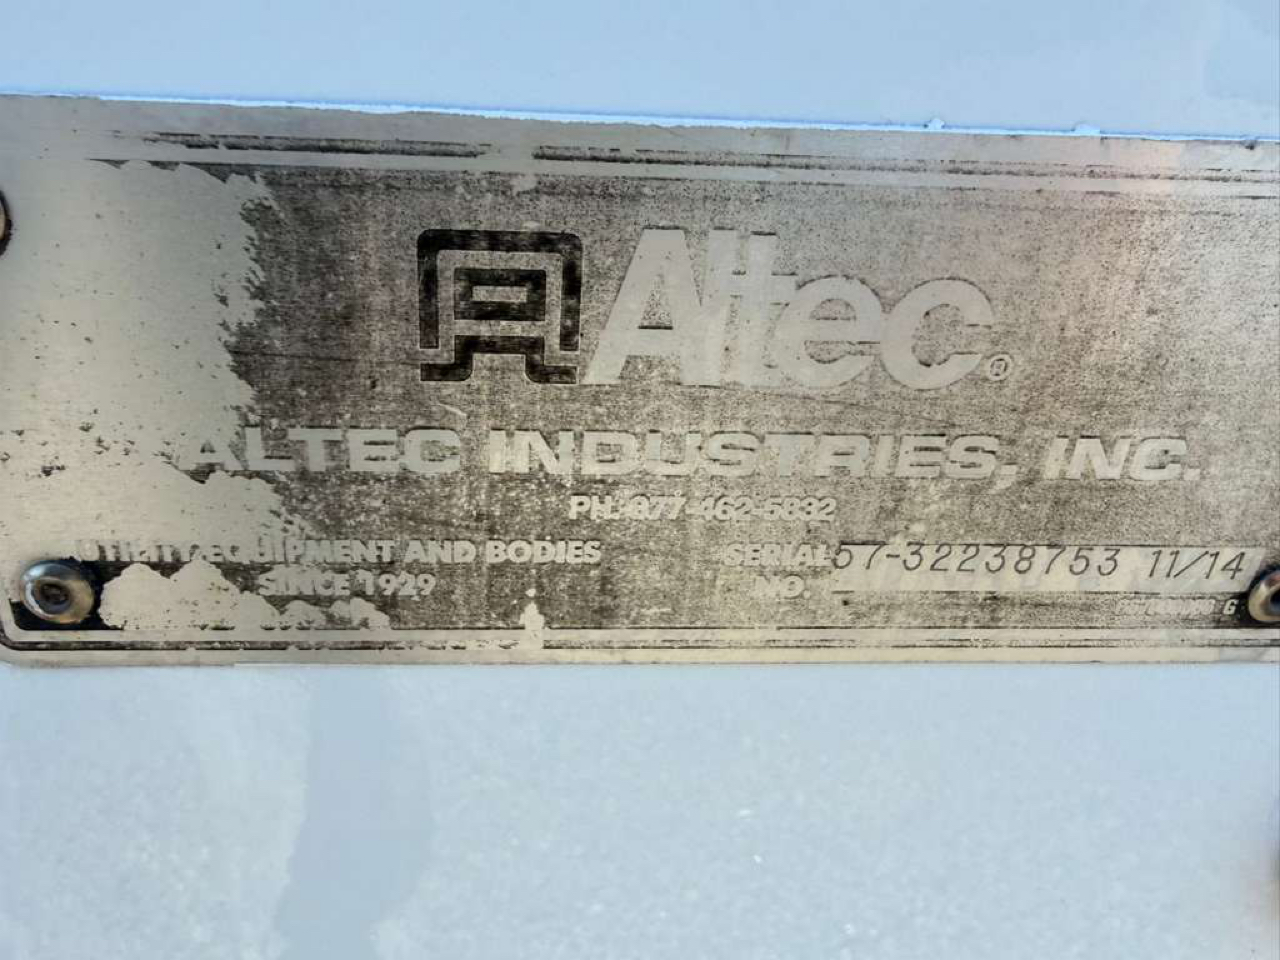 Altec®
ALTEC INDUSTRIES, INC.
PH. 877-462-5832
UTILITY EQUIPMENT AND BODIES
SINCE 1929
SERIAL NO. 57-32238753 11/14
G